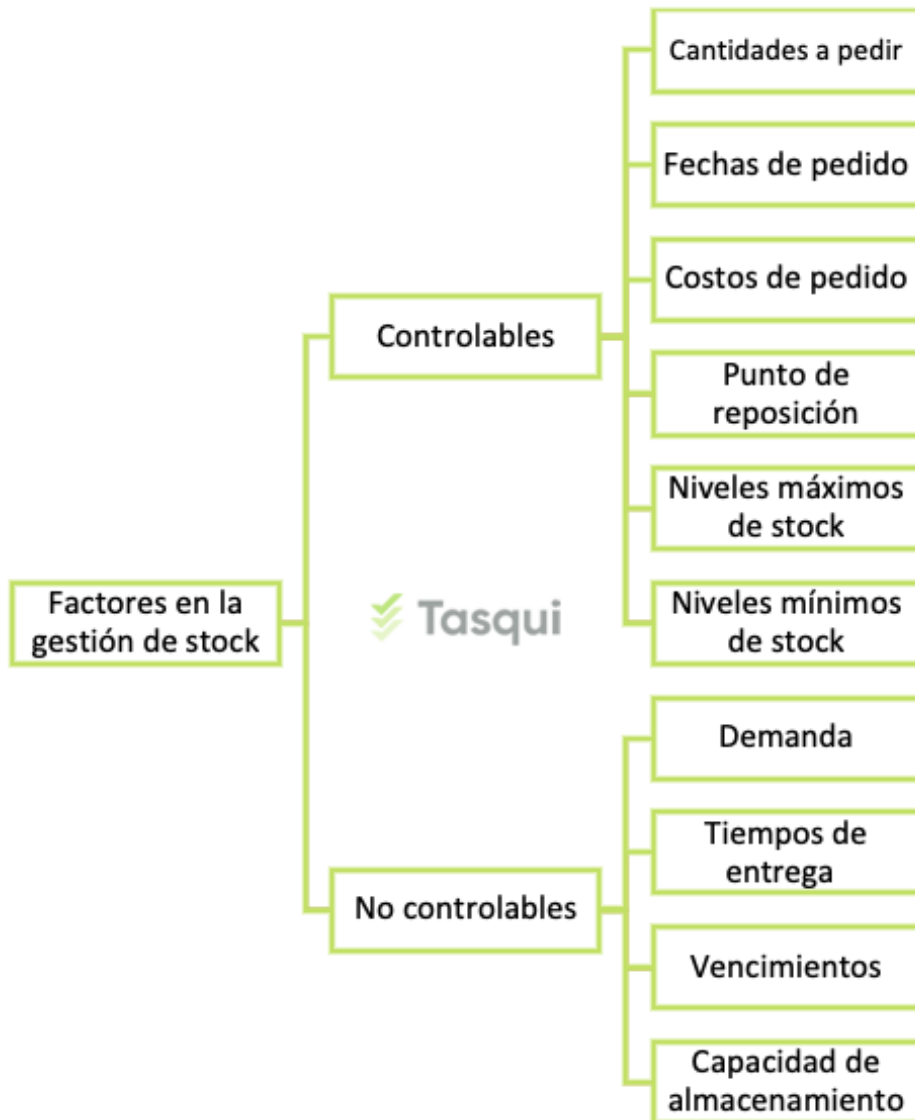 Cantidades a pedir
Fechas de pedido
Costos de pedido
Controlables
Punto de
reposición
Niveles máximos
de stock
Niveles mínimos
de stock
Factores en la
gestión de stock
Tasqui
Demanda
Tiempos de
entrega
No controlables
Vencimientos
Capacidad de
almacenamiento